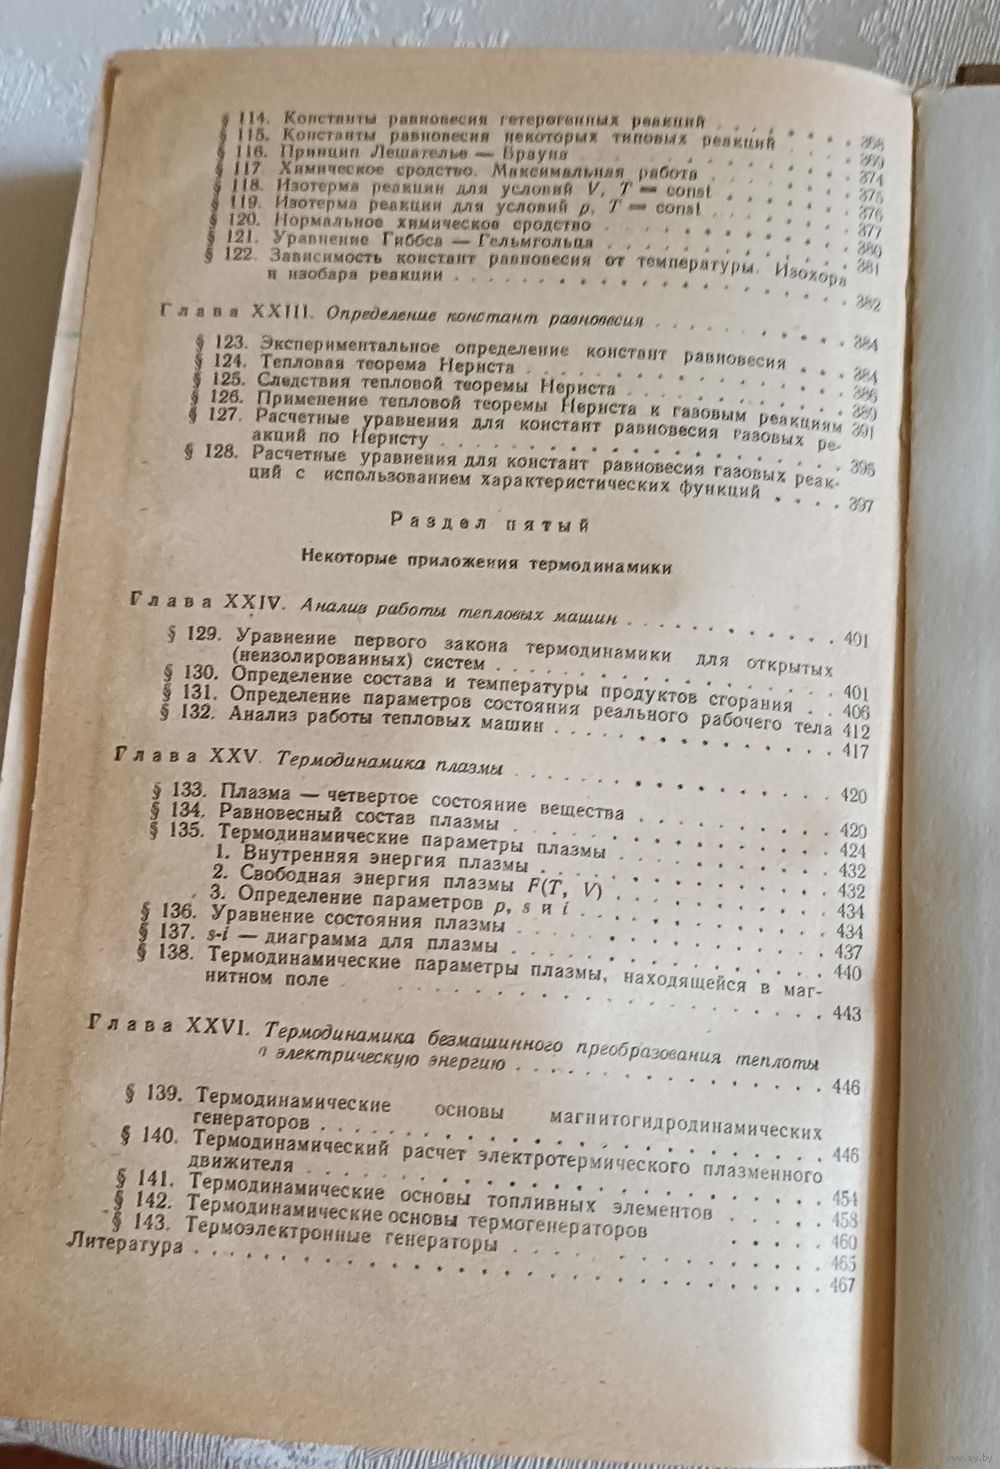 § 114. Константы равновесия гетерогенных реакций . . . . . 368
§ 115. Константы равновесия некоторых типовых реакций . . . 369
§ 116. Принцип Лешателье — Брауна . . . . . 374
§ 117. Химическое сродство. Максимальная работа . . . . . 375
§ 118. Изотерма реакции для условий V, T = const . . . . . 376
§ 119. Изотерма реакции для условий p, T = const . . . . . 377
§ 120. Нормальное химическое сродство . . . . . 380
§ 121. Уравнение Гиббса — Гельмгольца . . . . . 381
§ 122. Зависимость констант равновесия от температуры. Изохора
и изобара реакции . . . . . 382
Глава XXIII. Определение констант равновесия . . . . . 384
§ 123. Экспериментальное определение констант равновесия . . . 384
§ 124. Тепловая теорема Нернста . . . . . 386
§ 125. Следствия тепловой теоремы Нернста . . . . . 389
§ 126. Применение тепловой теоремы Нернста к газовым реакциям 391
§ 127. Расчетные уравнения для констант равновесия газовых ре-
акций по Нернсту . . . . . 395
§ 128. Расчетные уравнения для констант равновесия газовых реак-
ций с использованием характеристических функций . . . . 397
Раздел пятый
Некоторые приложения термодинамики
Глава XXIV. Анализ работы тепловых машин . . . . . 401
§ 129. Уравнение первого закона термодинамики для открытых
(неизолированных) систем . . . . . 401
§ 130. Определение состава и температуры продуктов сгорания . . 406
§ 131. Определение параметров состояния реального рабочего тела 412
§ 132. Анализ работы тепловых машин . . . . . 417
Глава XXV. Термодинамика плазмы . . . . . 420
§ 133. Плазма — четвертое состояние вещества . . . . . 420
§ 134. Равновесный состав плазмы . . . . . 424
§ 135. Термодинамические параметры плазмы . . . . . 432
1. Внутренняя энергия плазмы . . . . . 432
2. Свободная энергия плазмы F(T, V) . . . . . 434
3. Определение параметров p, s и i . . . . . 434
§ 136. Уравнение состояния плазмы . . . . . 437
§ 137. s-i — диаграмма для плазмы . . . . . 440
§ 138. Термодинамические параметры плазмы, находящейся в маг-
нитном поле . . . . . 443
Глава XXVI. Термодинамика безмашинного преобразования теплоты
в электрическую энергию . . . . . 446
§ 139. Термодинамические основы магнитогидродинамических
генераторов . . . . . 446
§ 140. Термодинамический расчет электротермического плазменного
движителя . . . . . 454
§ 141. Термодинамические основы топливных элементов . . . . . 458
§ 142. Термодинамические основы термогенераторов . . . . . 460
§ 143. Термоэлектронные генераторы . . . . . 465
Литература . . . . . 467
www.ay.by